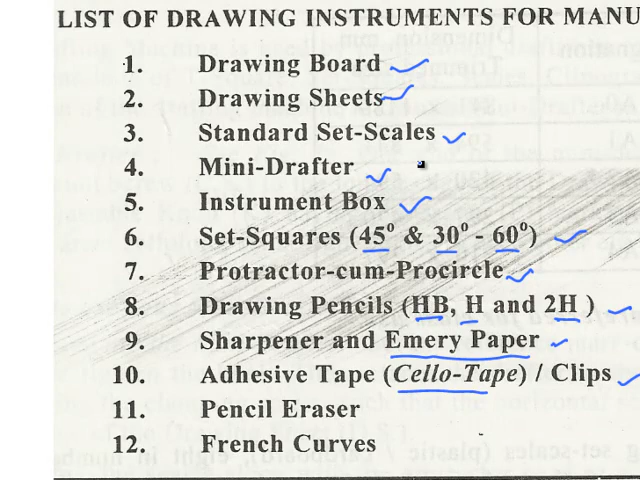 LIST OF DRAWING INSTRUMENTS FOR MANU
1. Drawing Board
2. Drawing Sheets
3. Standard Set-Scales
4. Mini-Drafter
5. Instrument Box
6. Set-Squares (45° & 30° - 60°)
7. Protractor-cum-Procircle
8. Drawing Pencils (HB, H and 2H )
9. Sharpener and Emery Paper
10. Adhesive Tape (Cello-Tape) / Clips
11. Pencil Eraser
12. French Curves